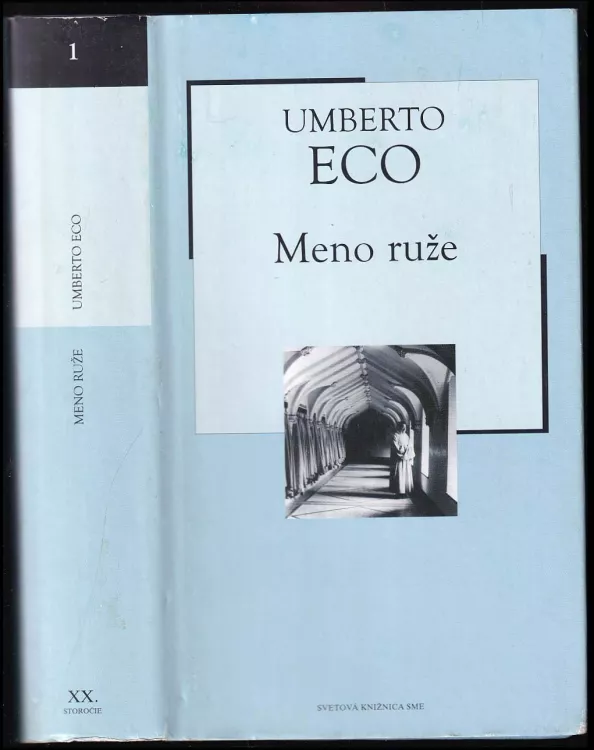 1
UMBERTO ECO
MENO RUŽE
XX.
STOROČIE
UMBERTO
ECO
Meno ruže
SVETOVÁ KNIŽNICA SME